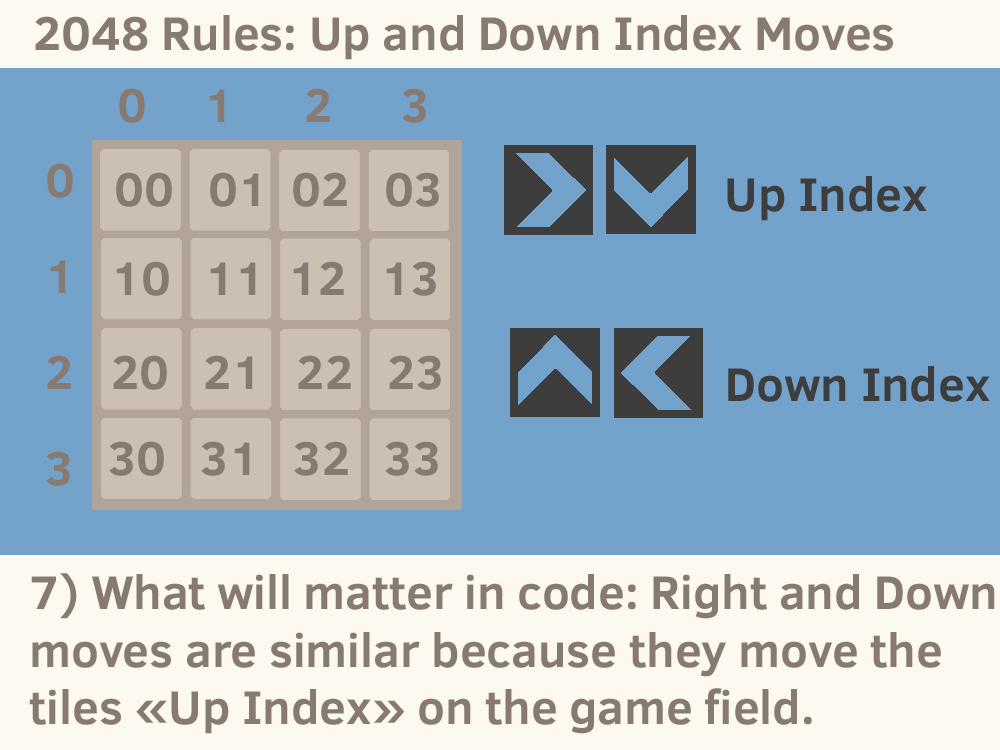 2048 Rules: Up and Down Index Moves
0 1 2 3
0 00 01 02 03 Up Index
1 10 11 12 13
2 20 21 22 23 Down Index
3 30 31 32 33
7) What will matter in code: Right and Down
moves are similar because they move the
tiles «Up Index» on the game field.